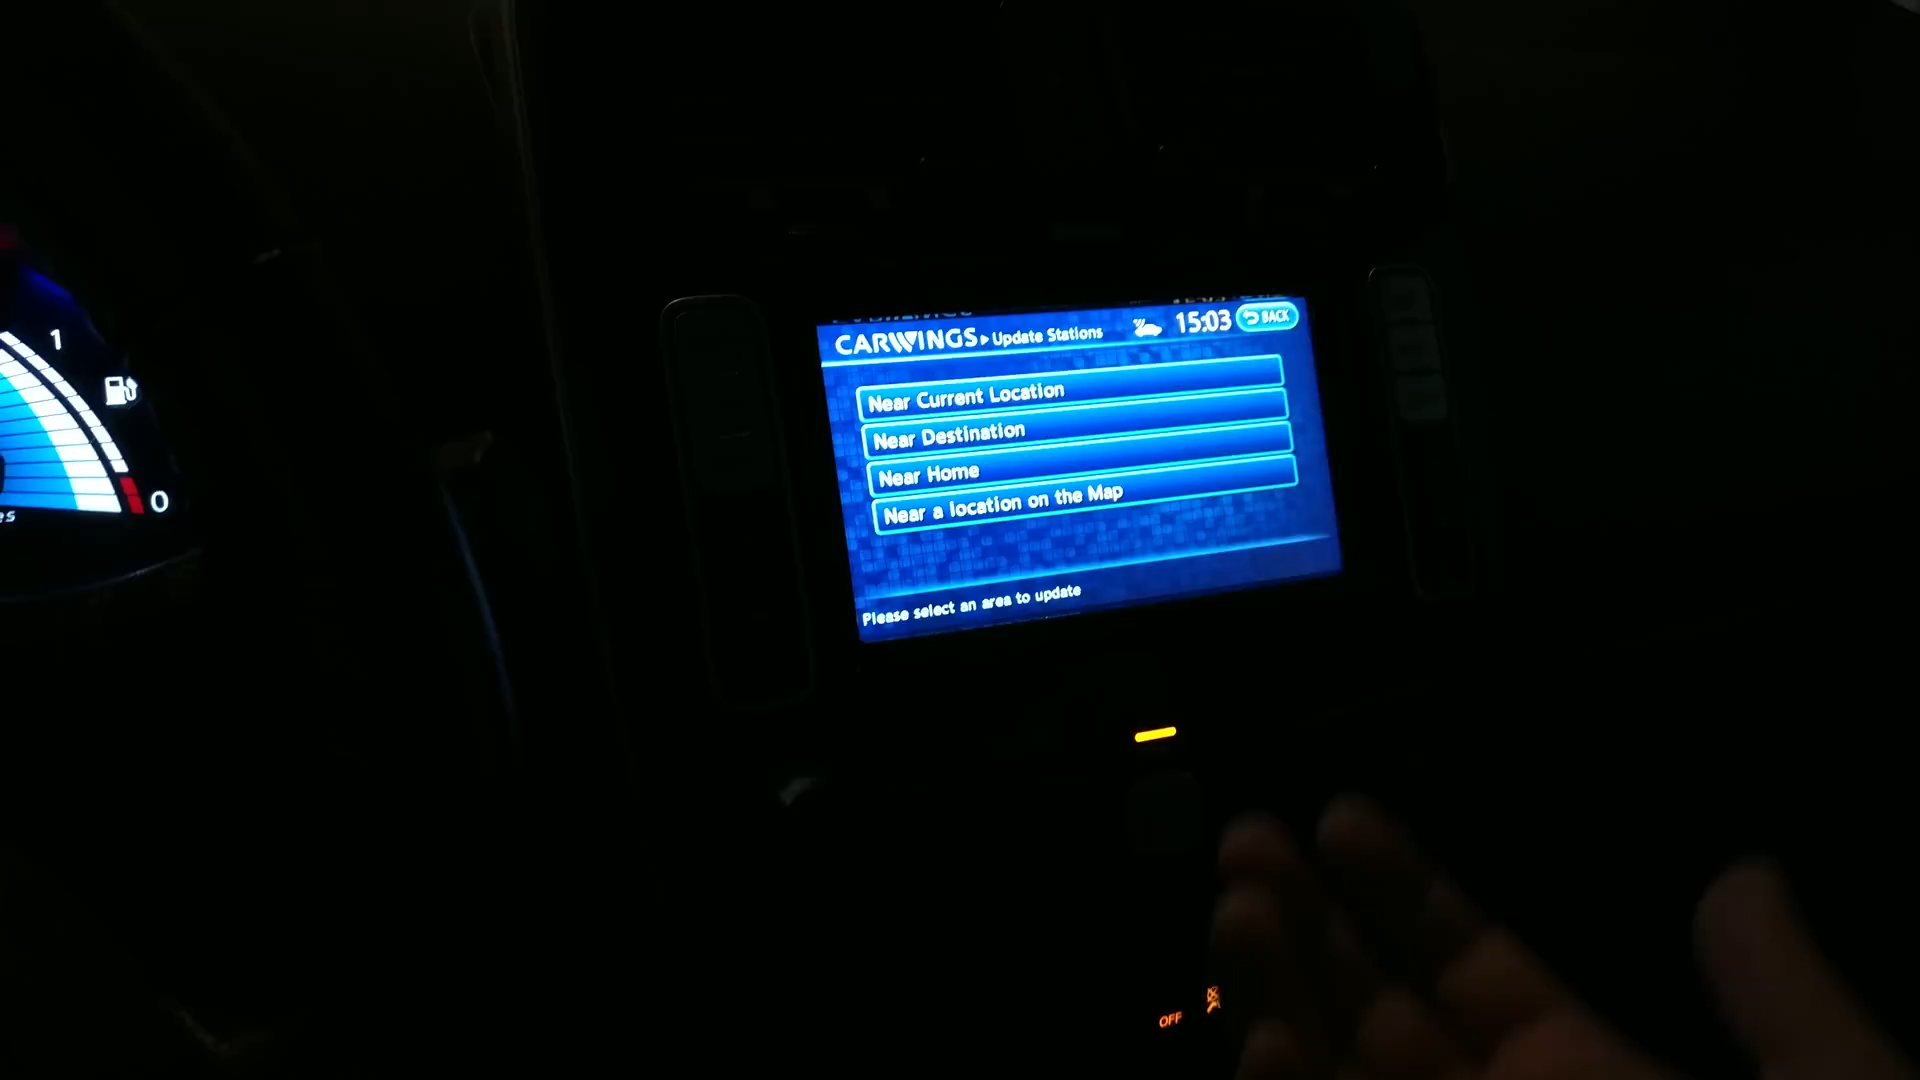 CARWINGS ▸ Update Stations
15:03
BACK
Near Current Location
Near Destination
Near Home
Near a location on the Map
Please select an area to update
1
0
es
OFF